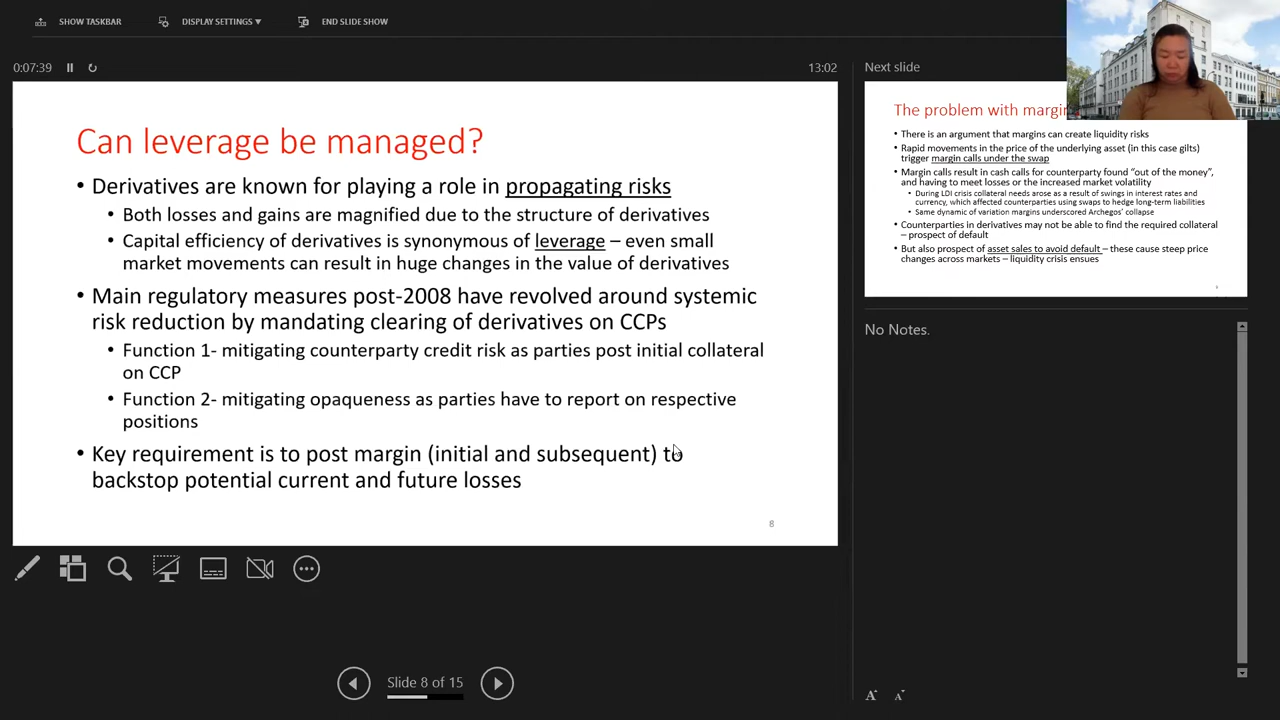 SHOW TASKBAR
DISPLAY SETTINGS ▼
END SLIDE SHOW
0:07:39
13:02
Can leverage be managed?
• Derivatives are known for playing a role in propagating risks
• Both losses and gains are magnified due to the structure of derivatives
• Capital efficiency of derivatives is synonymous of leverage – even small
market movements can result in huge changes in the value of derivatives
• Main regulatory measures post-2008 have revolved around systemic
risk reduction by mandating clearing of derivatives on CCPs
• Function 1- mitigating counterparty credit risk as parties post initial collateral
on CCP
• Function 2- mitigating opaqueness as parties have to report on respective
positions
• Key requirement is to post margin (initial and subsequent) to
backstop potential current and future losses
8
Slide 8 of 15
Next slide
The problem with margin
• There is an argument that margins can create liquidity risks
• Rapid movements in the price of the underlying asset (in this case gilts)
trigger margin calls under the swap
• Margin calls result in cash calls for counterparty found "out of the money",
and having to meet losses or the increased market volatility
• During LDI crisis collateral needs arose as a result of swings in interest rates and
currency, which affected counterparties using swaps to hedge long-term liabilities
• Same dynamic of variation margins underscored Archegos' collapse
• Counterparties in derivatives may not be able to find the required collateral
– prospect of default
• But also prospect of asset sales to avoid default – these cause steep price
changes across markets – liquidity crisis ensues
No Notes.
A
A